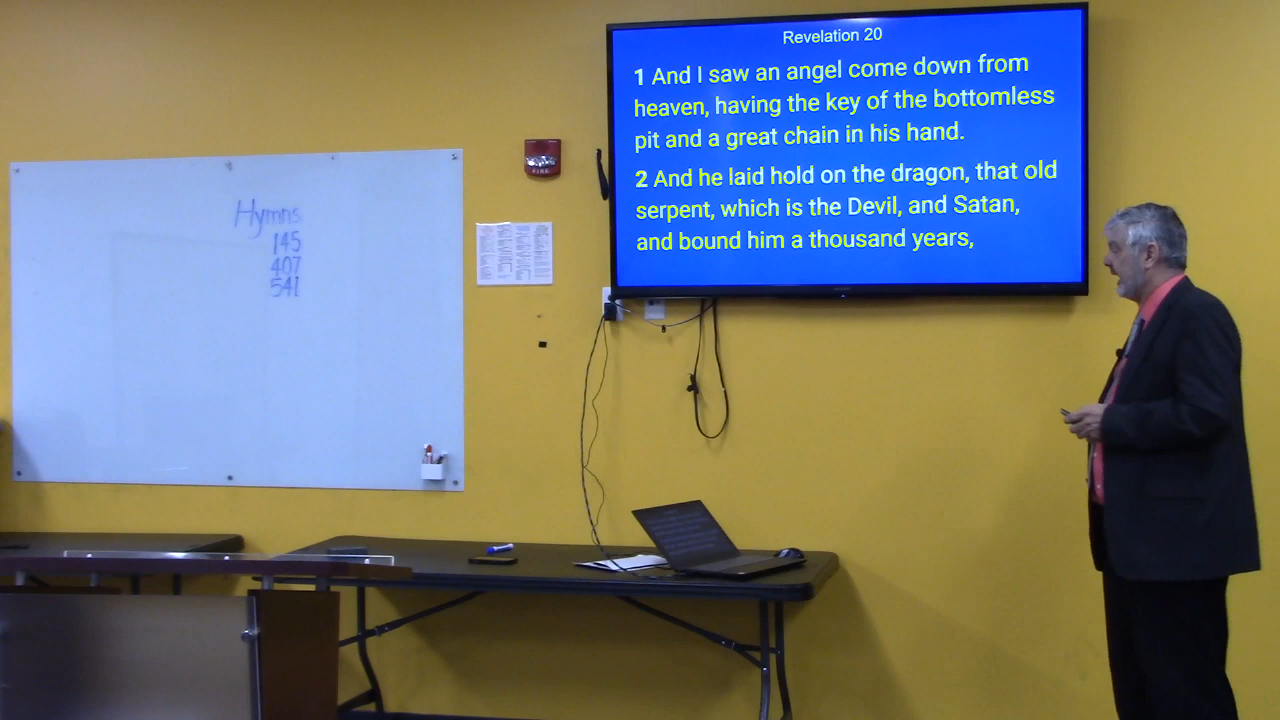 Hymns
145
407
541
FIRE
Revelation 20
1 And I saw an angel come down from
heaven, having the key of the bottomless
pit and a great chain in his hand.
2 And he laid hold on the dragon, that old
serpent, which is the Devil, and Satan,
and bound him a thousand years,